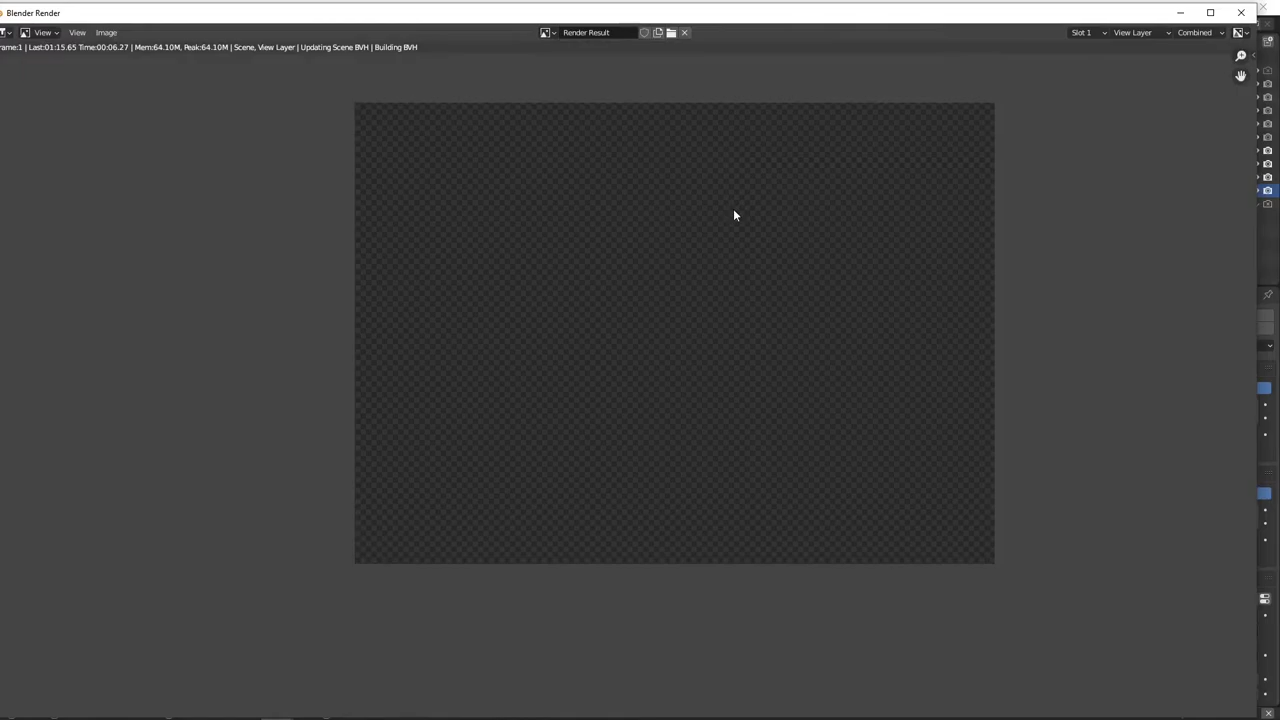 Blender Render
View View Image Render Result Slot 1 View Layer Combined
rame:1 | Last:01:15.65 Time:00:06.27 | Mem:64.10M, Peak:64.10M | Scene, View Layer | Updating Scene BVH | Building BVH